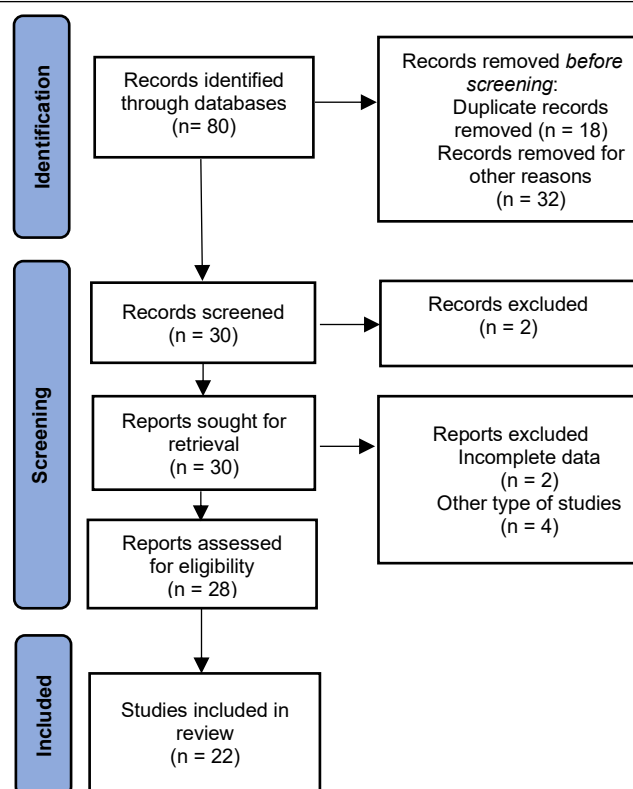 Identification
Records identified
through databases
(n= 80)
Records removed before
screening:
Duplicate records
removed (n = 18)
Records removed for
other reasons
(n = 32)
Screening
Records screened
(n = 30)
Records excluded
(n = 2)
Reports sought for
retrieval
(n = 30)
Reports excluded
Incomplete data
(n = 2)
Other type of studies
(n = 4)
Reports assessed
for eligibility
(n = 28)
Included
Studies included in
review
(n = 22)